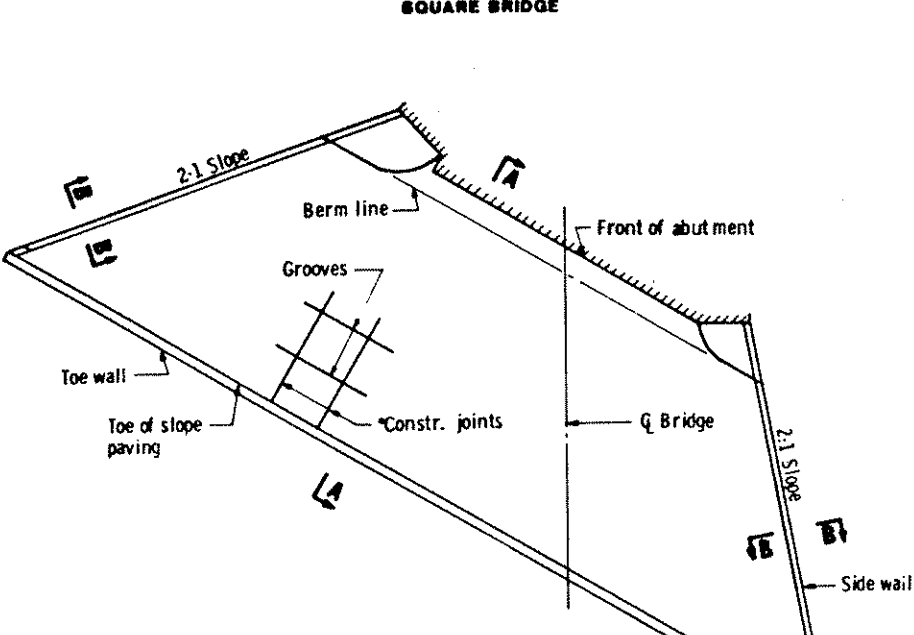 SQUARE BRIDGE
2:1 Slope
A
B
Berm line
Front of abutment
B
Grooves
Toe wall
Toe of slope
paving
*Constr. joints
℄ Bridge
2:1 Slope
A
B
B
Side wall